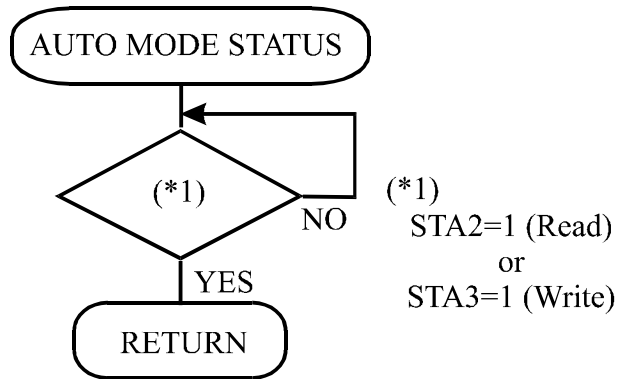 AUTO MODE STATUS
(*1)
NO
YES
RETURN
(*1)
STA2=1 (Read)
or
STA3=1 (Write)